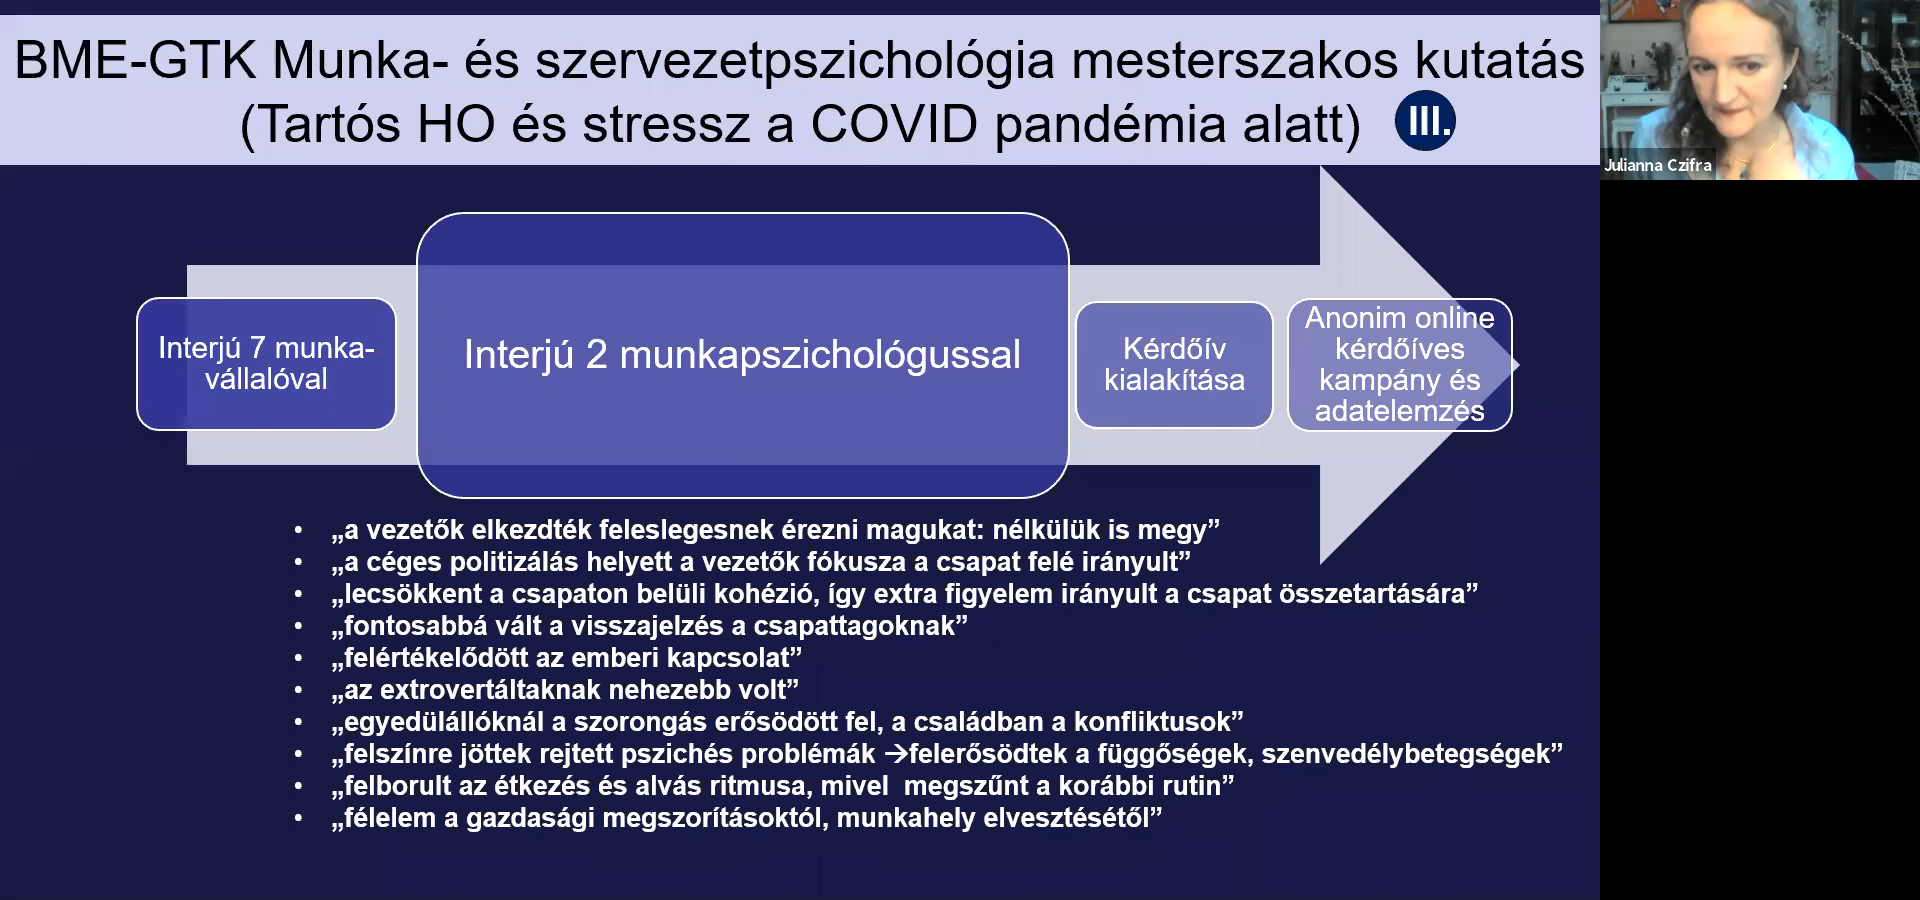 BME-GTK Munka- és szervezetpszichológia mesterszakos kutatás
(Tartós HO és stressz a COVID pandémia alatt)
III.
Julianna Czifra
Interjú 7 munka-
vállalóval
Interjú 2 munkapszichológussal
Kérdőív
kialakítása
Anonim online
kérdőíves
kampány és
adatelemzés
• „a vezetők elkezdték feleslegesnek érezni magukat: nélkülük is megy”
• „a céges politizálás helyett a vezetők fókusza a csapat felé irányult”
• „lecsökkent a csapaton belüli kohézió, így extra figyelem irányult a csapat összetartására”
• „fontosabbá vált a visszajelzés a csapattagoknak”
• „felértékelődött az emberi kapcsolat”
• „az extrovertáltaknak nehezebb volt”
• „egyedülállóknál a szorongás erősödött fel, a családban a konfliktusok”
• „felszínre jöttek rejtett pszichés problémák →felerősödtek a függőségek, szenvedélybetegségek”
• „felborult az étkezés és alvás ritmusa, mivel  megszűnt a korábbi rutin”
• „félelem a gazdasági megszorításoktól, munkahely elvesztésétől”